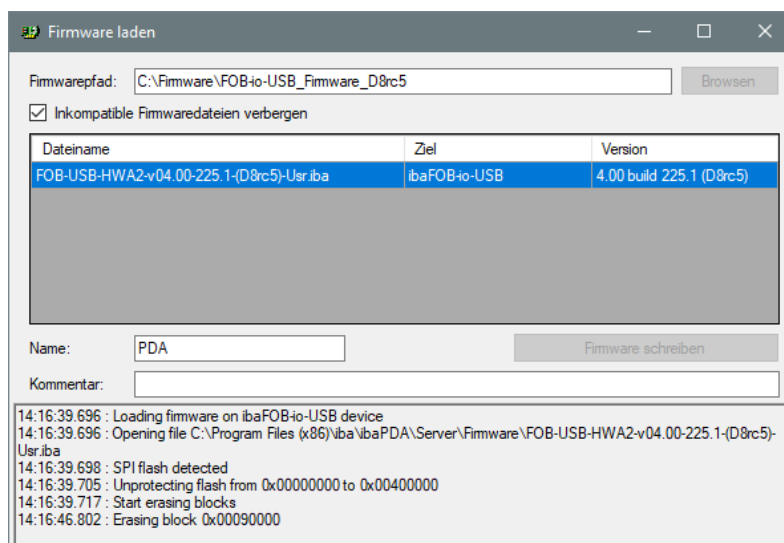 Firmware laden
Firmwarepfad: C:\Firmware\FOB-io-USB_Firmware_D8rc5 Browsen
Inkompatible Firmwaredateien verbergen
Dateiname Ziel Version
FOB-USB-HWA2-v04.00-225.1-(D8rc5)-Usr.iba ibaFOB-io-USB 4.00 build 225.1 (D8rc5)
Name: PDA Firmware schreiben
Kommentar:
14:16:39.696 : Loading firmware on ibaFOB-io-USB device
14:16:39.696 : Opening file C:\Program Files (x86)\iba\ibaPDA\Server\Firmware\FOB-USB-HWA2-v04.00-225.1-(D8rc5)-
Usr.iba
14:16:39.698 : SPI flash detected
14:16:39.705 : Unprotecting flash from 0x00000000 to 0x00400000
14:16:39.717 : Start erasing blocks
14:16:46.802 : Erasing block 0x00090000